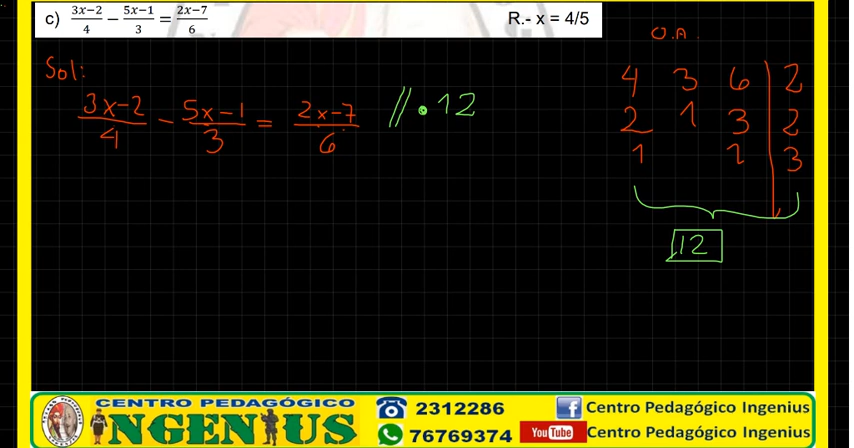 c) (3x−2)/4 − (5x−1)/3 = (2x−7)/6 R.- x = 4/5
O.A.
Sol:
(3x−2)/4 − (5x−1)/3 = (2x−7)/6 // • 12
4 3 6 | 2
2 1 3 | 2
1 1 | 3
12
CENTRO PEDAGÓGICO
INGENIUS
2312286
76769374
Centro Pedagógico Ingenius
YouTube Centro Pedagógico Ingenius